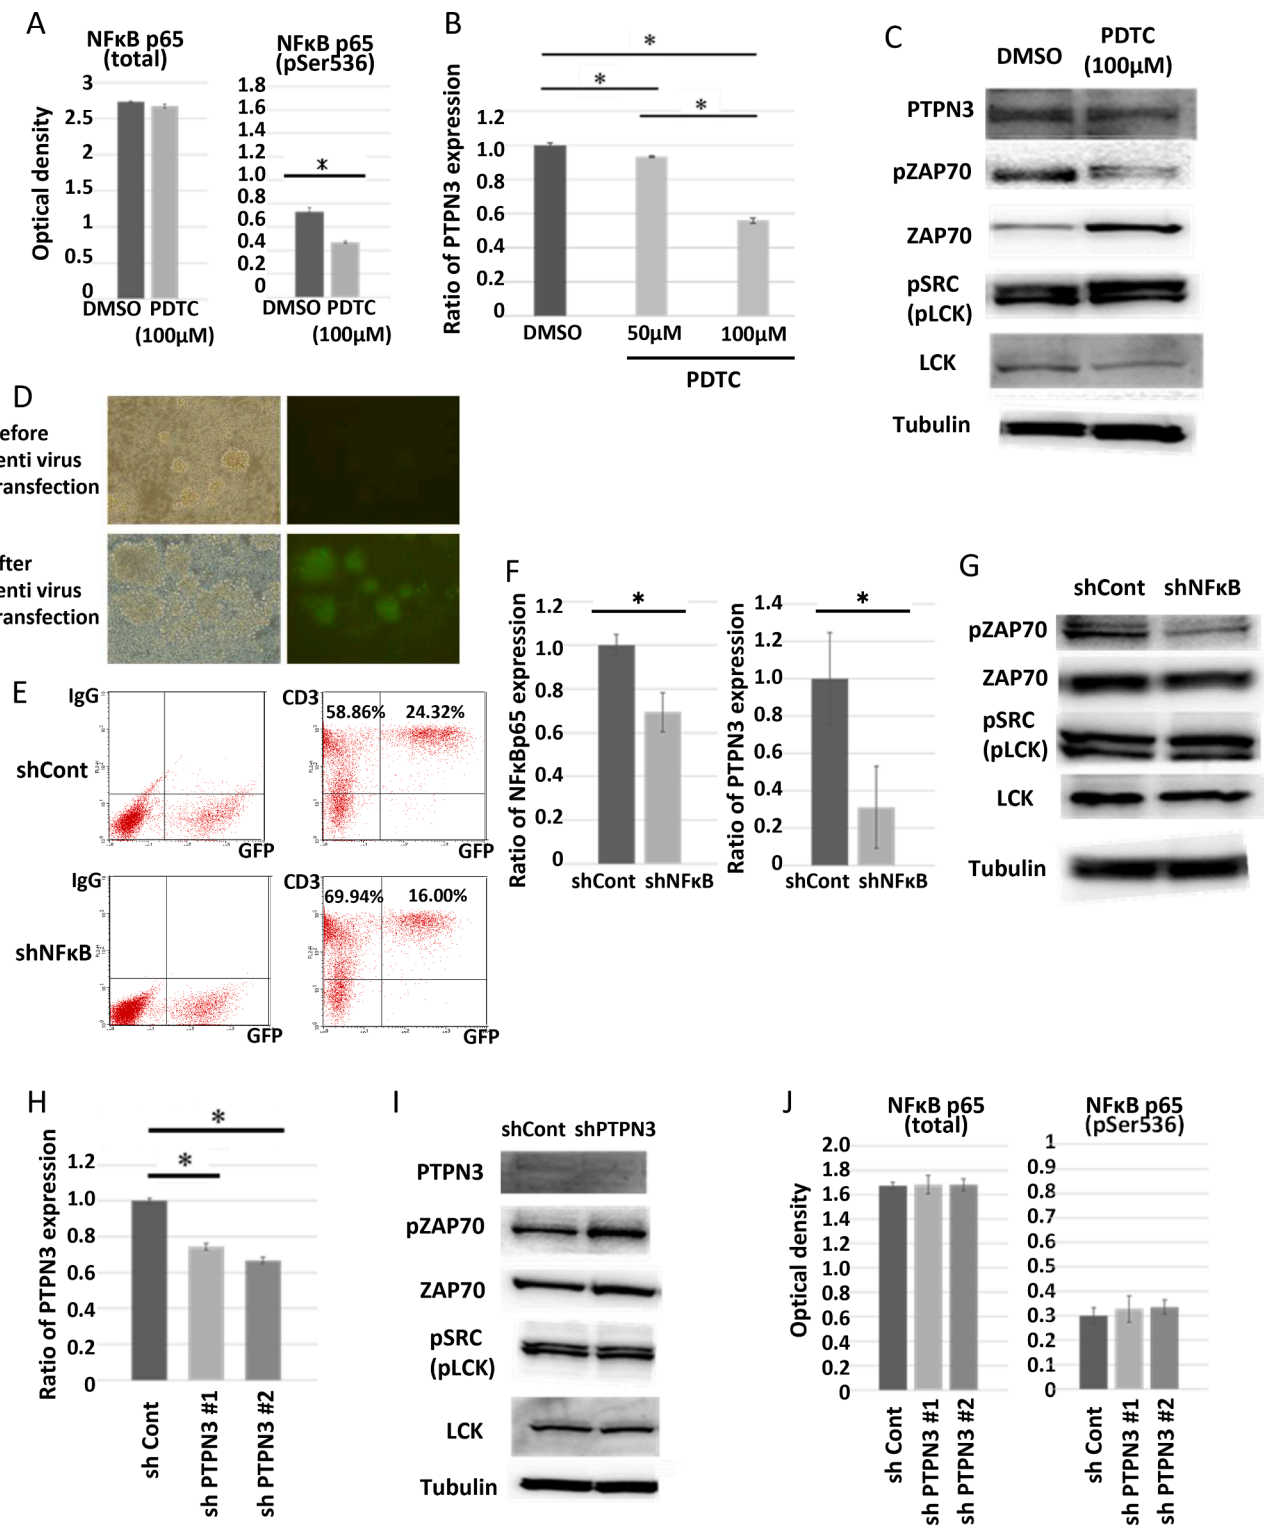 A
NFκB p65
(total)
NFκB p65
(pSer536)
Optical density
3
2.5
2
1.5
1
0.5
0
1.8
1.6
1.4
1.2
1.0
0.8
0.6
0.4
0.2
0
*
DMSO PDTC
(100μM)
DMSO PDTC
(100μM)
B
Ratio of PTPN3 expression
*
*
*
1.2
1.0
0.8
0.6
0.4
0.2
0
DMSO
50μM
100μM
PDTC
C
DMSO
PDTC
(100μM)
PTPN3
pZAP70
ZAP70
pSRC
(pLCK)
LCK
Tubulin
D
efore
enti virus
ransfection
fter
enti virus
ransfection
E
IgG
CD3
58.86%
24.32%
shCont
GFP
GFP
IgG
CD3
69.94%
16.00%
shNFκB
GFP
GFP
F
Ratio of NFκBp65 expression
1.2
1.0
0.8
0.6
0.4
0.2
0
*
shCont shNFκB
Ratio of PTPN3 expression
1.4
1.2
1.0
0.8
0.6
0.4
0.2
0
*
shCont shNFκB
G
shCont shNFκB
pZAP70
ZAP70
pSRC
(pLCK)
LCK
Tubulin
H
Ratio of PTPN3 expression
*
*
1.2
1.0
0.8
0.6
0.4
0.2
0
sh Cont
sh PTPN3 #1
sh PTPN3 #2
I
shCont shPTPN3
PTPN3
pZAP70
ZAP70
pSRC
(pLCK)
LCK
Tubulin
J
NFκB p65
(total)
NFκB p65
(pSer536)
Optical density
2.0
1.8
1.6
1.4
1.2
1.0
0.8
0.6
0.4
0.2
0
1
0.9
0.8
0.7
0.6
0.5
0.4
0.3
0.2
0.1
0
sh Cont
sh PTPN3 #1
sh PTPN3 #2
sh Cont
sh PTPN3 #1
sh PTPN3 #2